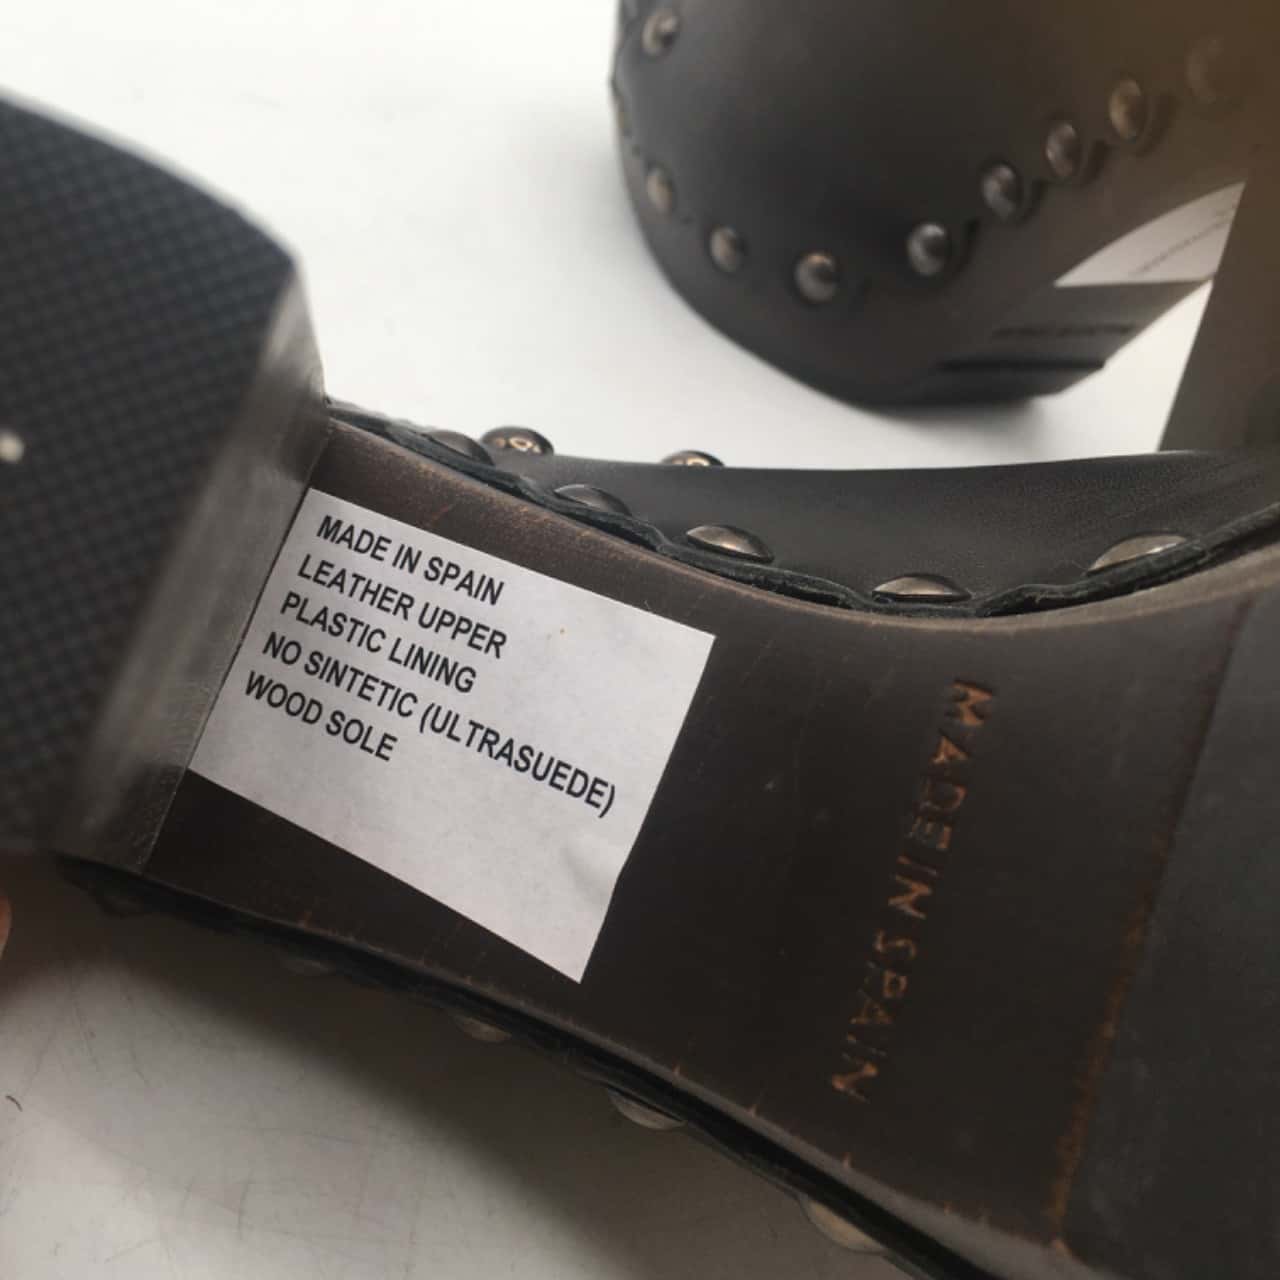 MADE IN SPAIN
LEATHER UPPER
PLASTIC LINING
NO SINTETIC (ULTRASUEDE)
WOOD SOLE
MADE IN SPAIN